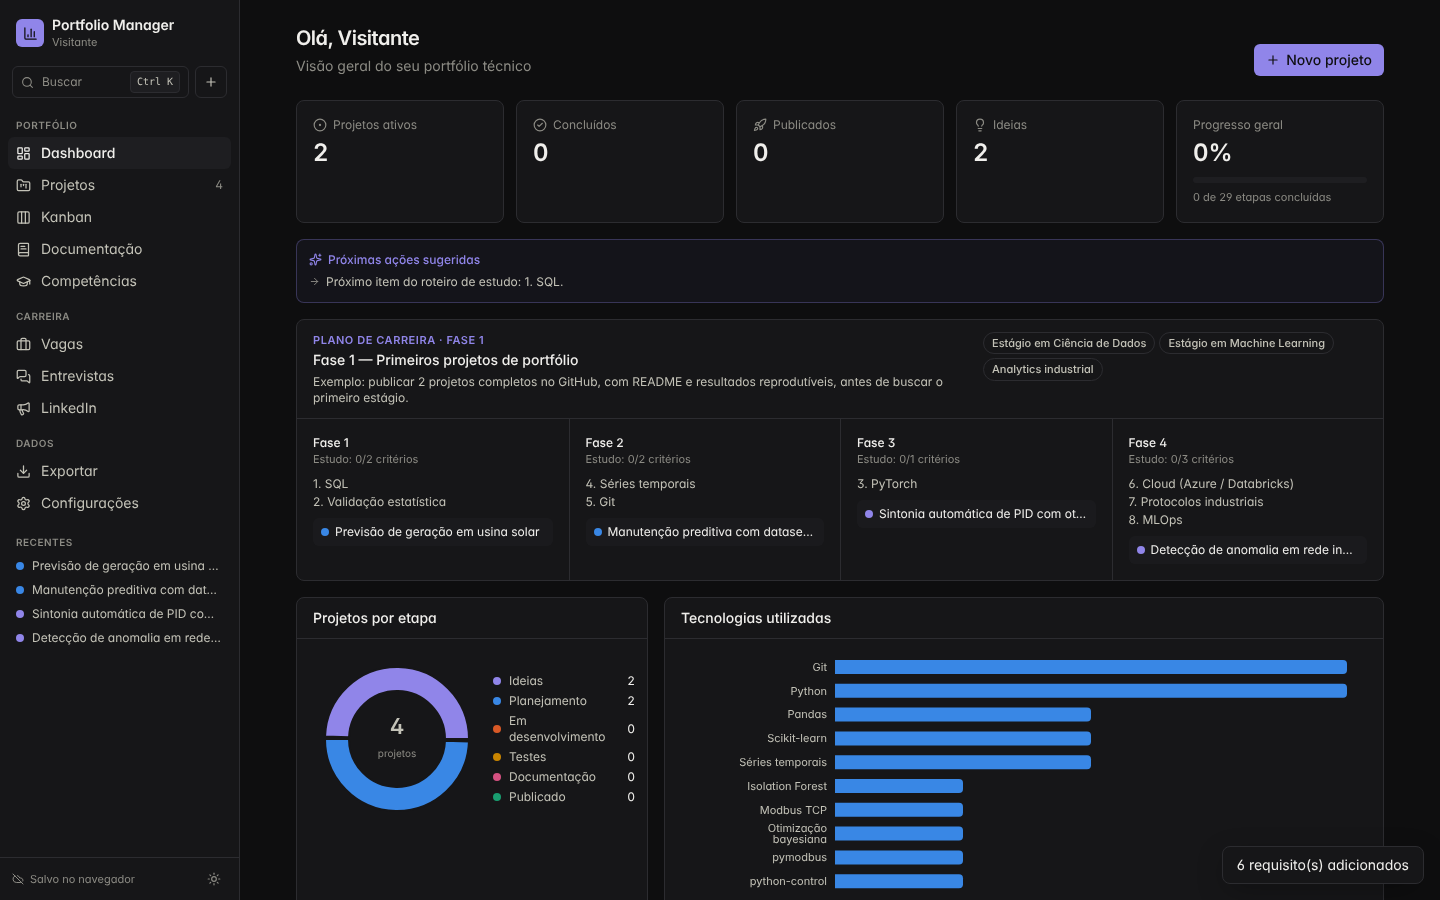 Portfolio Manager
Visitante
Buscar
Ctrl K
PORTFÓLIO
Dashboard
Projetos 4
Kanban
Documentação
Competências
CARREIRA
Vagas
Entrevistas
LinkedIn
DADOS
Exportar
Configurações
RECENTES
Previsão de geração em usina ...
Manutenção preditiva com dat...
Sintonia automática de PID co...
Detecção de anomalia em rede...
Salvo no navegador
Olá, Visitante
Visão geral do seu portfólio técnico
Novo projeto
Projetos ativos
2
Concluídos
0
Publicados
0
Ideias
2
Progresso geral
0%
0 de 29 etapas concluídas
Próximas ações sugeridas
→ Próximo item do roteiro de estudo: 1. SQL.
PLANO DE CARREIRA · FASE 1
Fase 1 — Primeiros projetos de portfólio
Exemplo: publicar 2 projetos completos no GitHub, com README e resultados reprodutíveis, antes de buscar o
primeiro estágio.
Estágio em Ciência de Dados
Estágio em Machine Learning
Analytics industrial
Fase 1
Estudo: 0/2 critérios
1. SQL
2. Validação estatística
Previsão de geração em usina solar
Fase 2
Estudo: 0/2 critérios
4. Séries temporais
5. Git
Manutenção preditiva com datase...
Fase 3
Estudo: 0/1 critérios
3. PyTorch
Sintonia automática de PID com ot...
Fase 4
Estudo: 0/3 critérios
6. Cloud (Azure / Databricks)
7. Protocolos industriais
8. MLOps
Detecção de anomalia em rede in...
Projetos por etapa
4
projetos
Ideias 2
Planejamento 2
Em
desenvolvimento 0
Testes 0
Documentação 0
Publicado 0
Tecnologias utilizadas
Git
Python
Pandas
Scikit-learn
Séries temporais
Isolation Forest
Modbus TCP
Otimização
bayesiana
pymodbus
python-control
6 requisito(s) adicionados